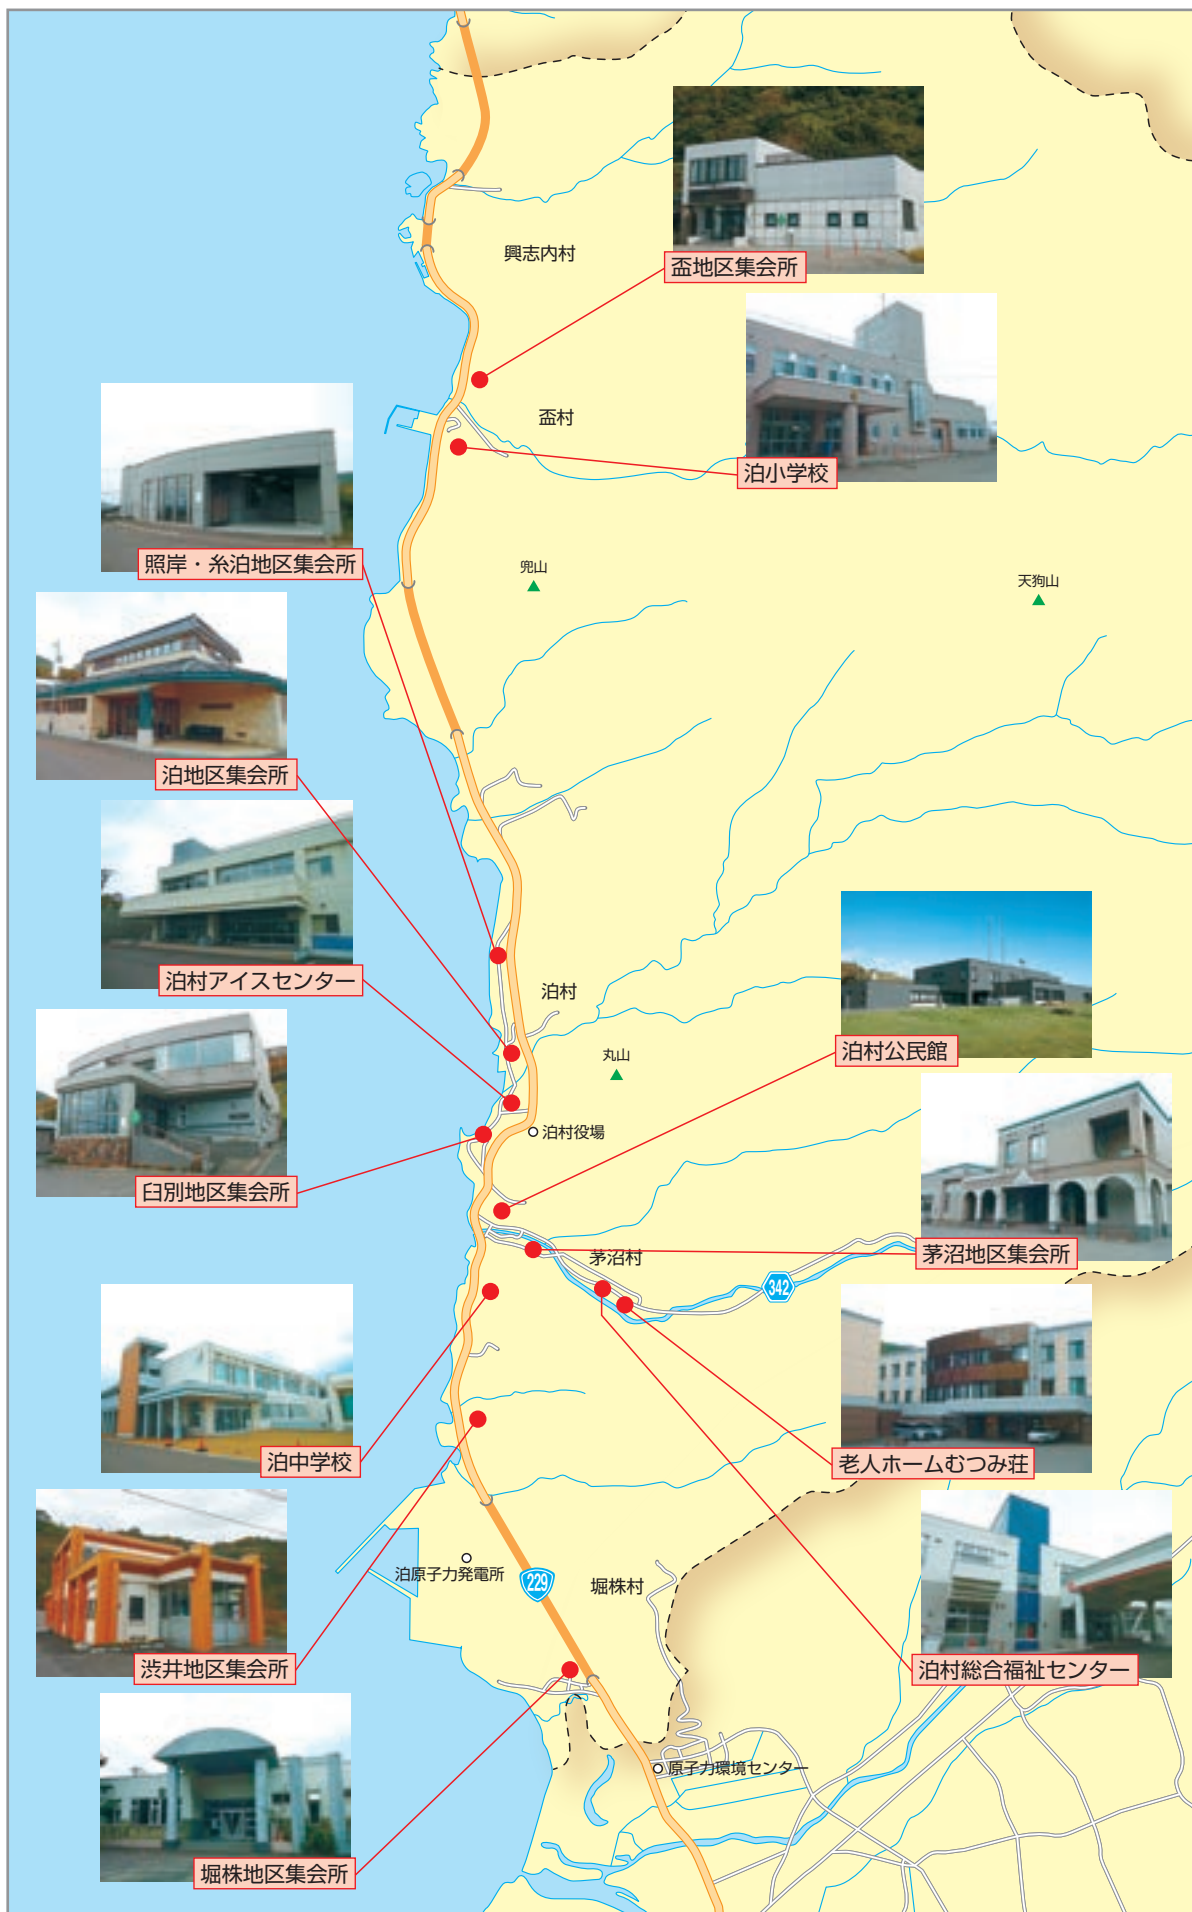 興志内村
盃地区集会所
盃村
泊小学校
照岸・糸泊地区集会所
兜山
天狗山
泊地区集会所
泊村アイスセンター
泊村
泊村公民館
丸山
泊村役場
臼別地区集会所
茅沼村
茅沼地区集会所
342
泊中学校
老人ホームむつみ荘
泊原子力発電所
229
堀株村
渋井地区集会所
泊村総合福祉センター
原子力環境センター
堀株地区集会所